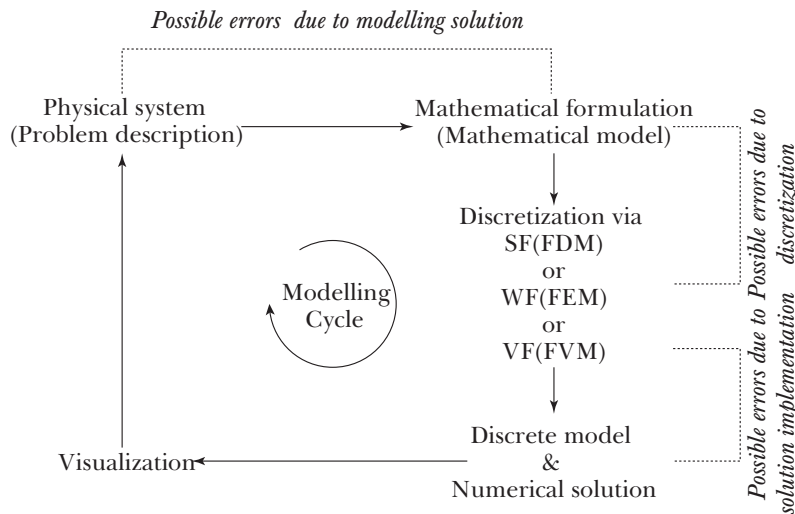 Possible errors due to modelling solution
Physical system
(Problem description)
Mathematical formulation
(Mathematical model)
Possible errors due to
discretization
Discretization via
SF(FDM)
or
WF(FEM)
or
VF(FVM)
Modelling
Cycle
Possible errors due to
solution implementation
Discrete model
&
Numerical solution
Visualization